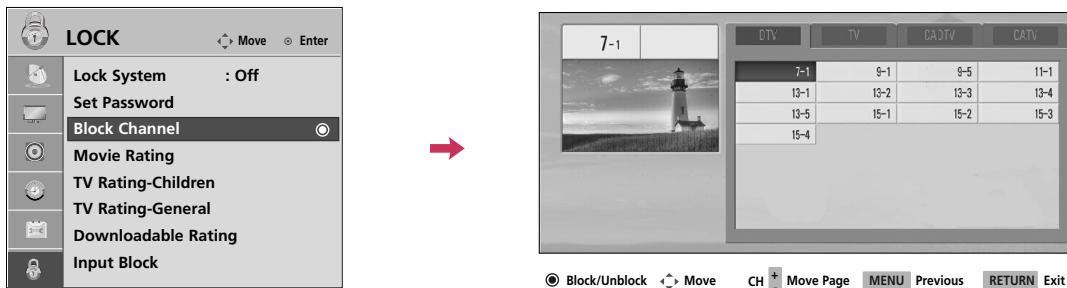 LOCK Move Enter
Lock System : Off
Set Password
Block Channel
Movie Rating
TV Rating-Children
TV Rating-General
Downloadable Rating
Input Block
7-1
DTV TV CADTV CATV
7-1 9-1 9-5 11-1
13-1 13-2 13-3 13-4
13-5 15-1 15-2 15-3
15-4
Block/Unblock Move CH + Move Page MENU Previous RETURN Exit